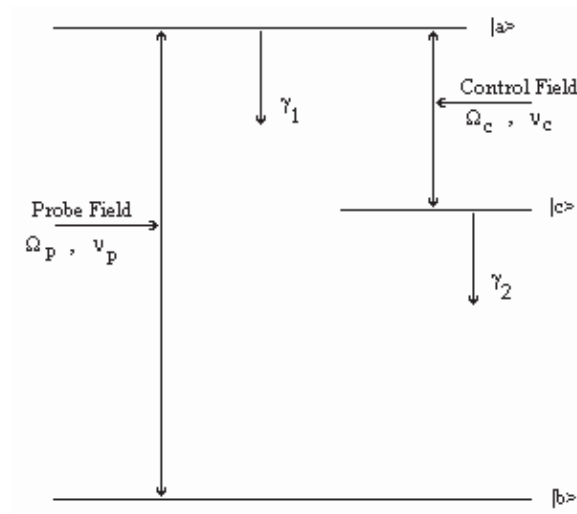 |a>
γ1
Control Field
Ωc , νc
|c>
Probe Field
Ωp , νp
γ2
|b>